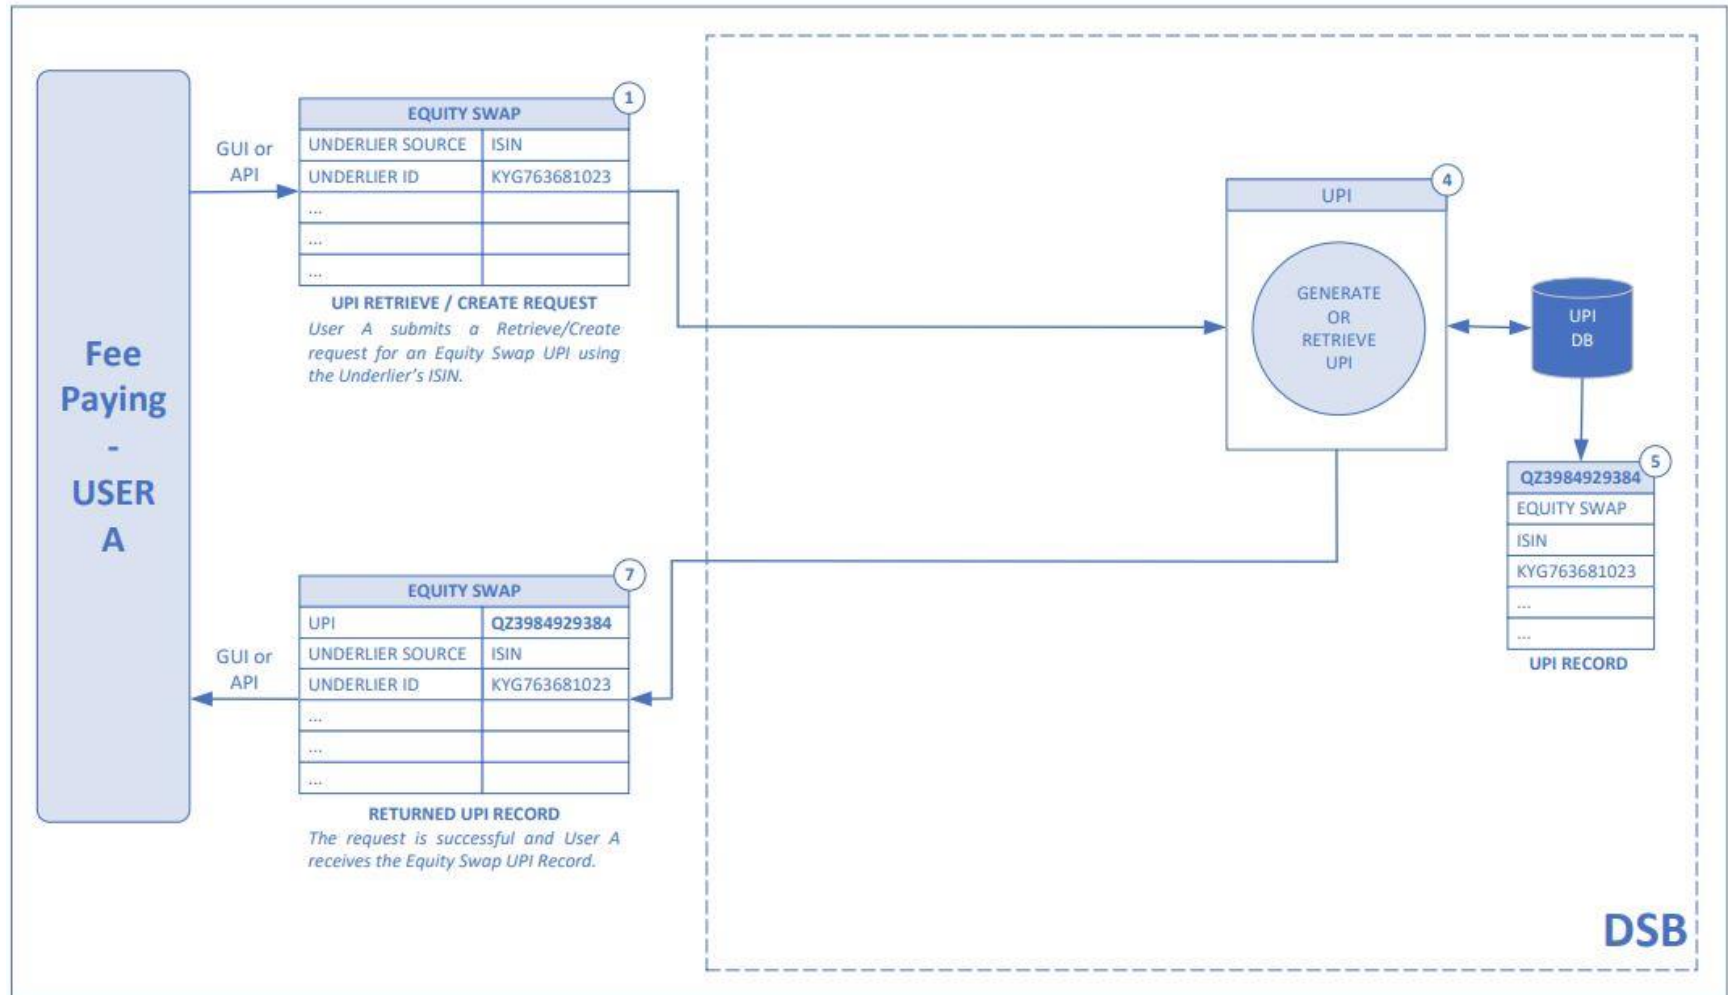 Fee
Paying
-
USER
A
GUI or
API
1
EQUITY SWAP
UNDERLIER SOURCE ISIN
UNDERLIER ID KYG763681023
...
...
...
UPI RETRIEVE / CREATE REQUEST
User A submits a Retrieve/Create
request for an Equity Swap UPI using
the Underlier's ISIN.
4
UPI
GENERATE
OR
RETRIEVE
UPI
UPI
DB
5
QZ3984929384
EQUITY SWAP
ISIN
KYG763681023
...
...
UPI RECORD
7
EQUITY SWAP
UPI QZ3984929384
UNDERLIER SOURCE ISIN
UNDERLIER ID KYG763681023
...
...
...
GUI or
API
RETURNED UPI RECORD
The request is successful and User A
receives the Equity Swap UPI Record.
DSB